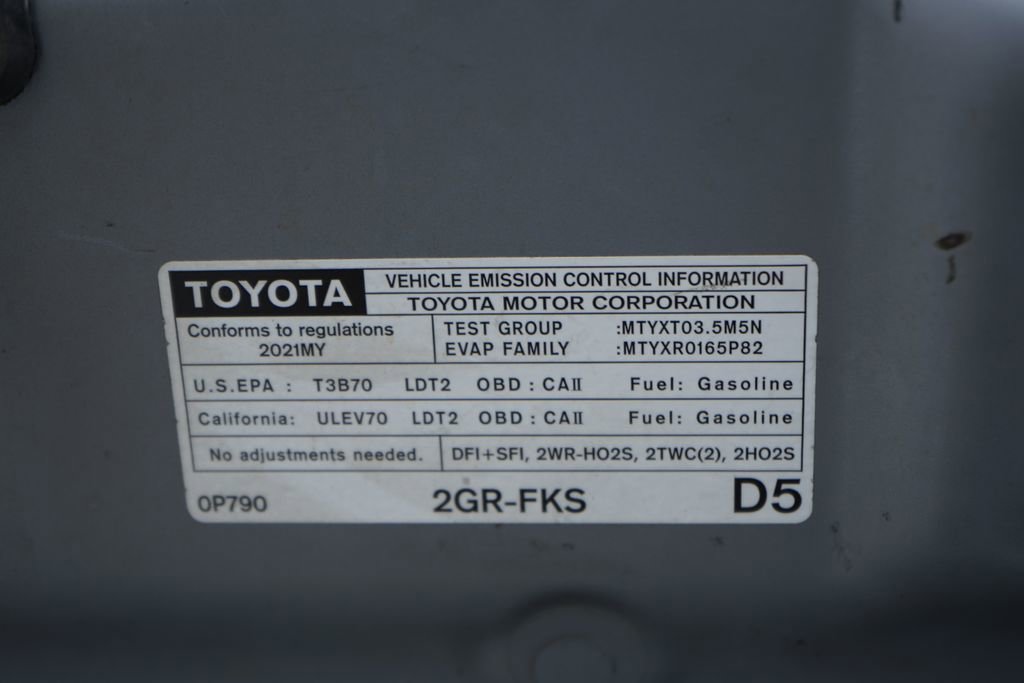 TOYOTA
VEHICLE EMISSION CONTROL INFORMATION
TOYOTA MOTOR CORPORATION
Conforms to regulations
2021MY
TEST GROUP :MTYXT03.5M5N
EVAP FAMILY :MTYXR0165P82
U.S.EPA : T3B70 LDT2 OBD : CAII Fuel: Gasoline
California: ULEV70 LDT2 OBD : CAII Fuel: Gasoline
No adjustments needed. DFI+SFI, 2WR-HO2S, 2TWC(2), 2HO2S
0P790 2GR-FKS D5